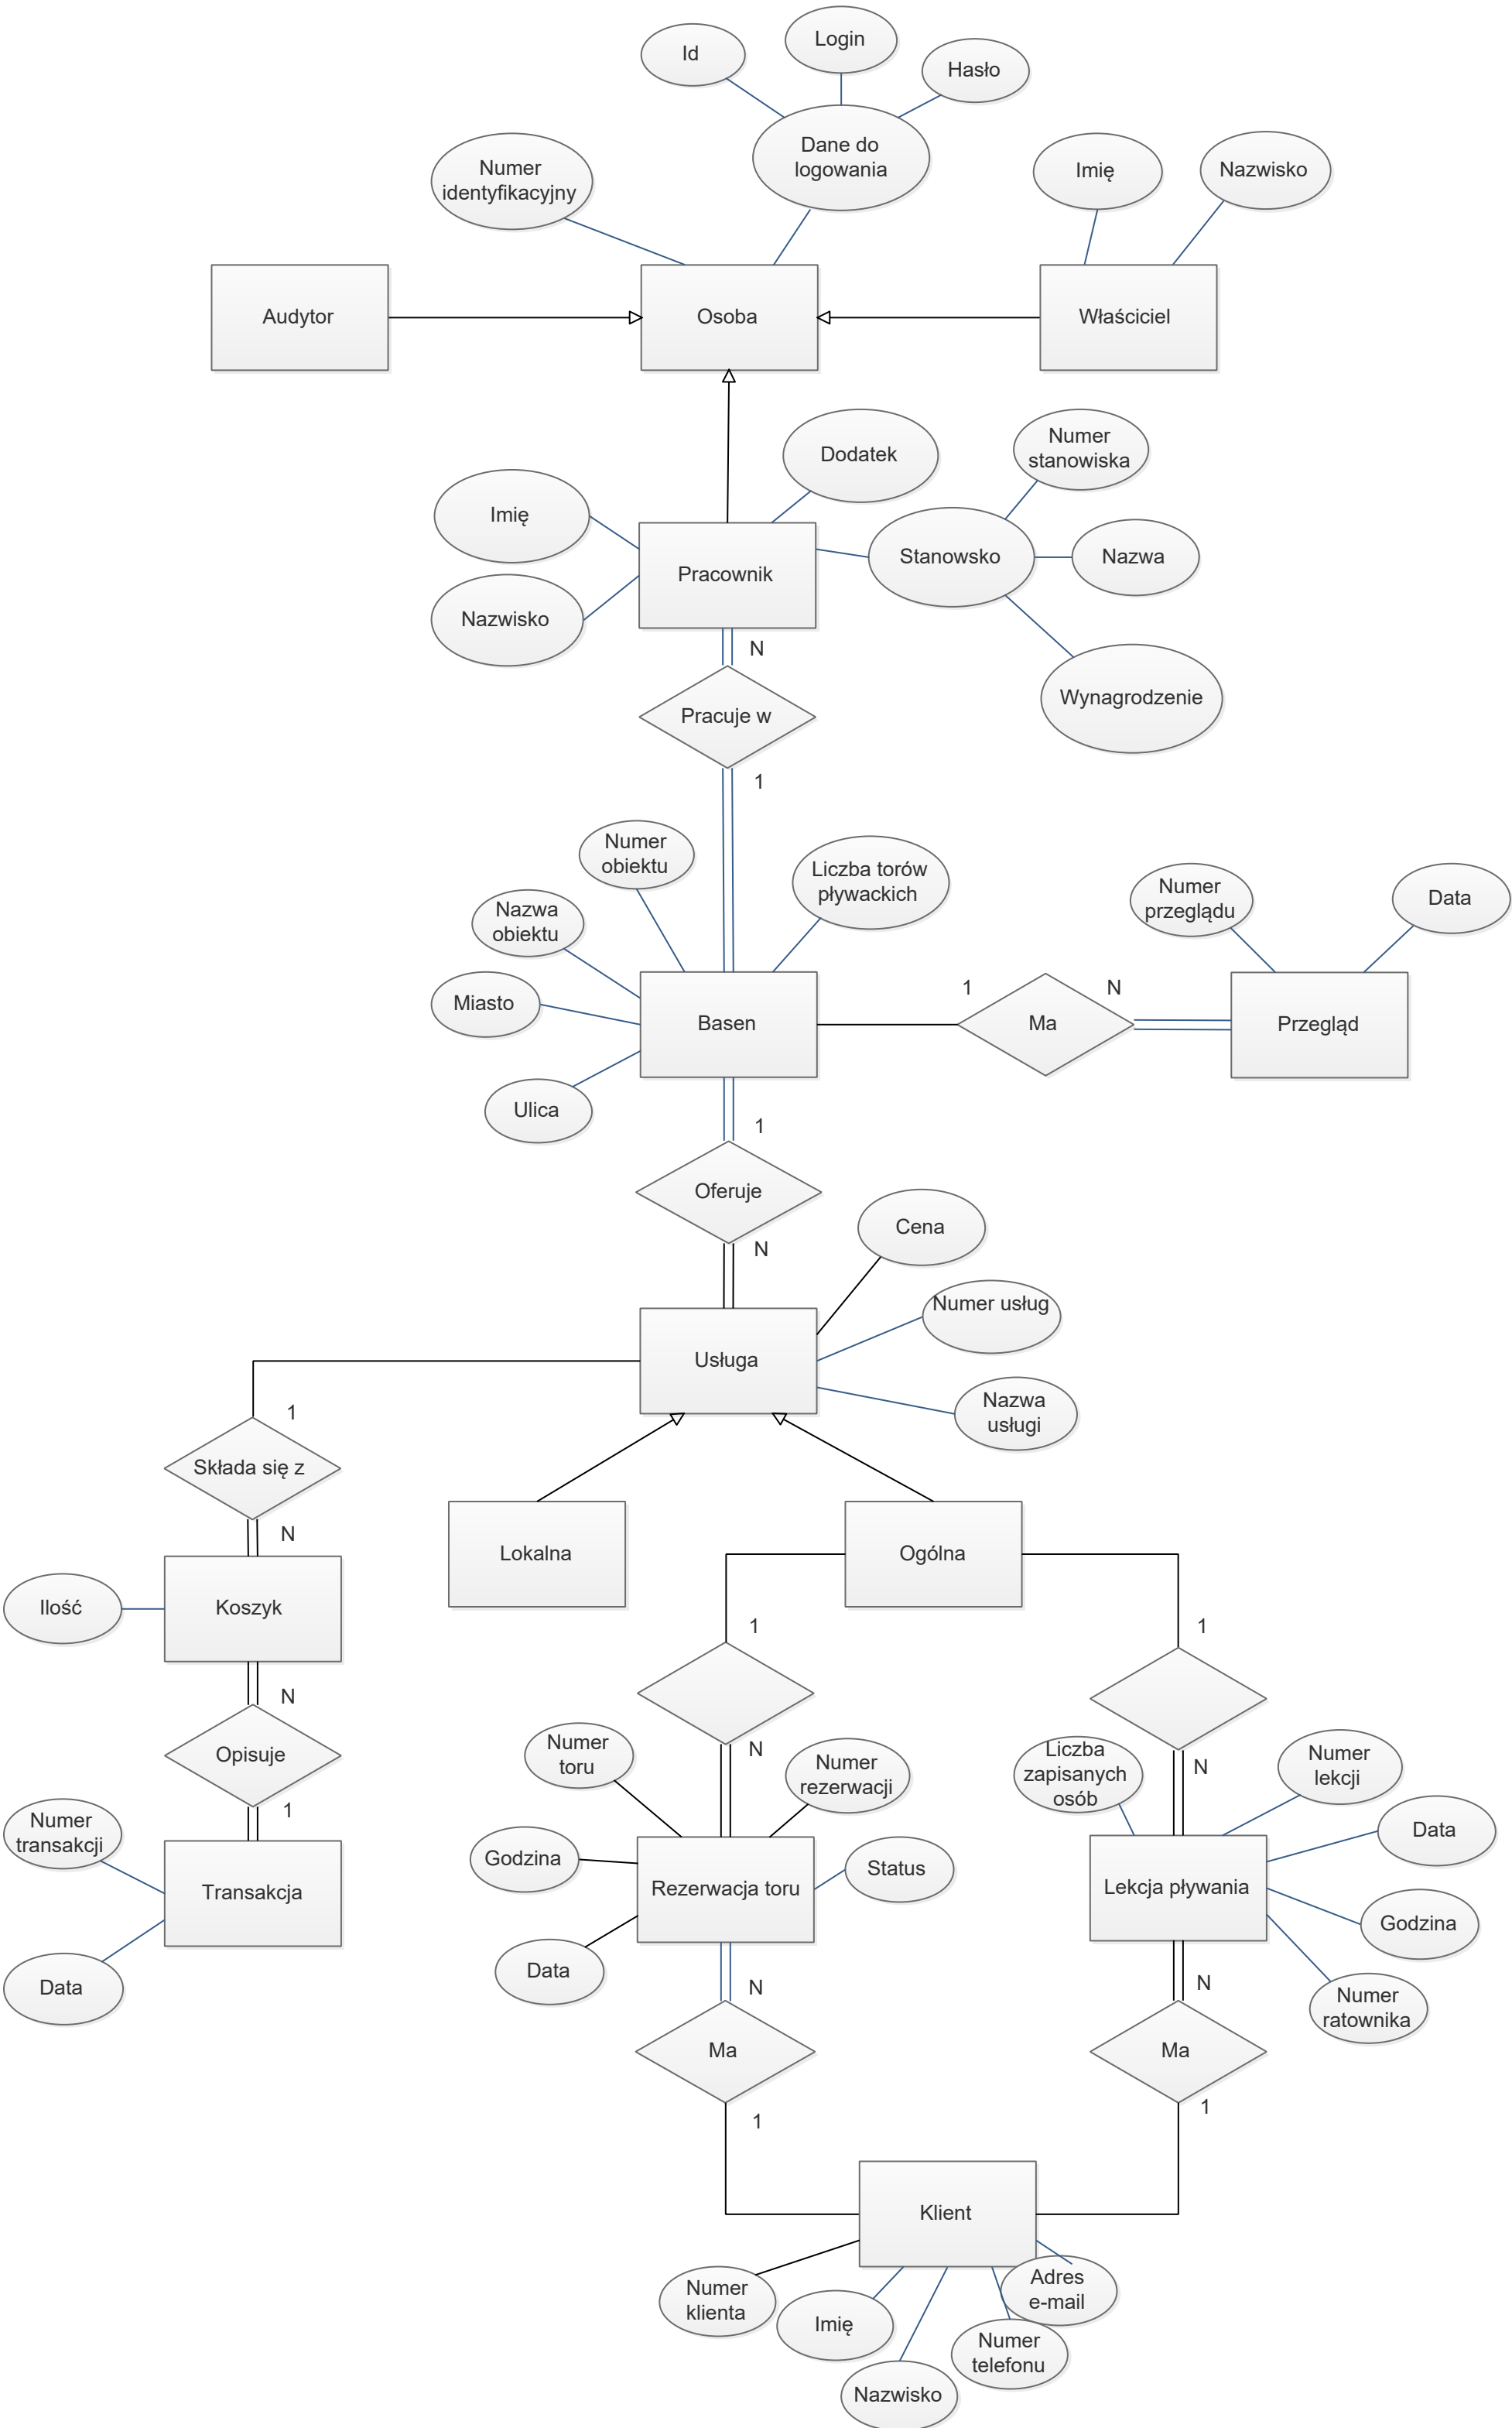 Id
Login
Hasło
Dane do
logowania
Numer
identyfikacyjny
Imię
Nazwisko
Audytor
Osoba
Właściciel
Dodatek
Numer
stanowiska
Imię
Stanowsko
Nazwa
Pracownik
Nazwisko
N
Wynagrodzenie
Pracuje w
1
Numer
obiektu
Liczba torów
pływackich
Numer
przeglądu
Data
Nazwa
obiektu
Miasto
Basen
1
Ma
N
Przegląd
Ulica
1
Oferuje
Cena
N
Numer usług
Usługa
Nazwa
usługi
1
Składa się z
N
Lokalna
Ogólna
Ilość
Koszyk
1
1
N
Opisuje
1
Numer
toru
N
Numer
rezerwacji
Liczba
zapisanych
osób
N
Numer
lekcji
Numer
transakcji
Data
Godzina
Status
Transakcja
Rezerwacja toru
Lekcja pływania
Godzina
Data
Data
N
N
Numer
ratownika
Ma
Ma
1
1
Klient
Adres
e-mail
Numer
klienta
Imię
Numer
telefonu
Nazwisko